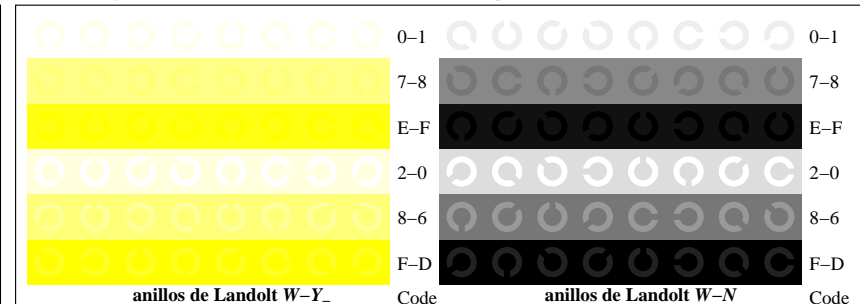 0–1 0–1
7–8 7–8
E–F E–F
2–0 2–0
8–6 8–6
F–D F–D
anillos de Landolt W–Y_ Code anillos de Landolt W–N Code